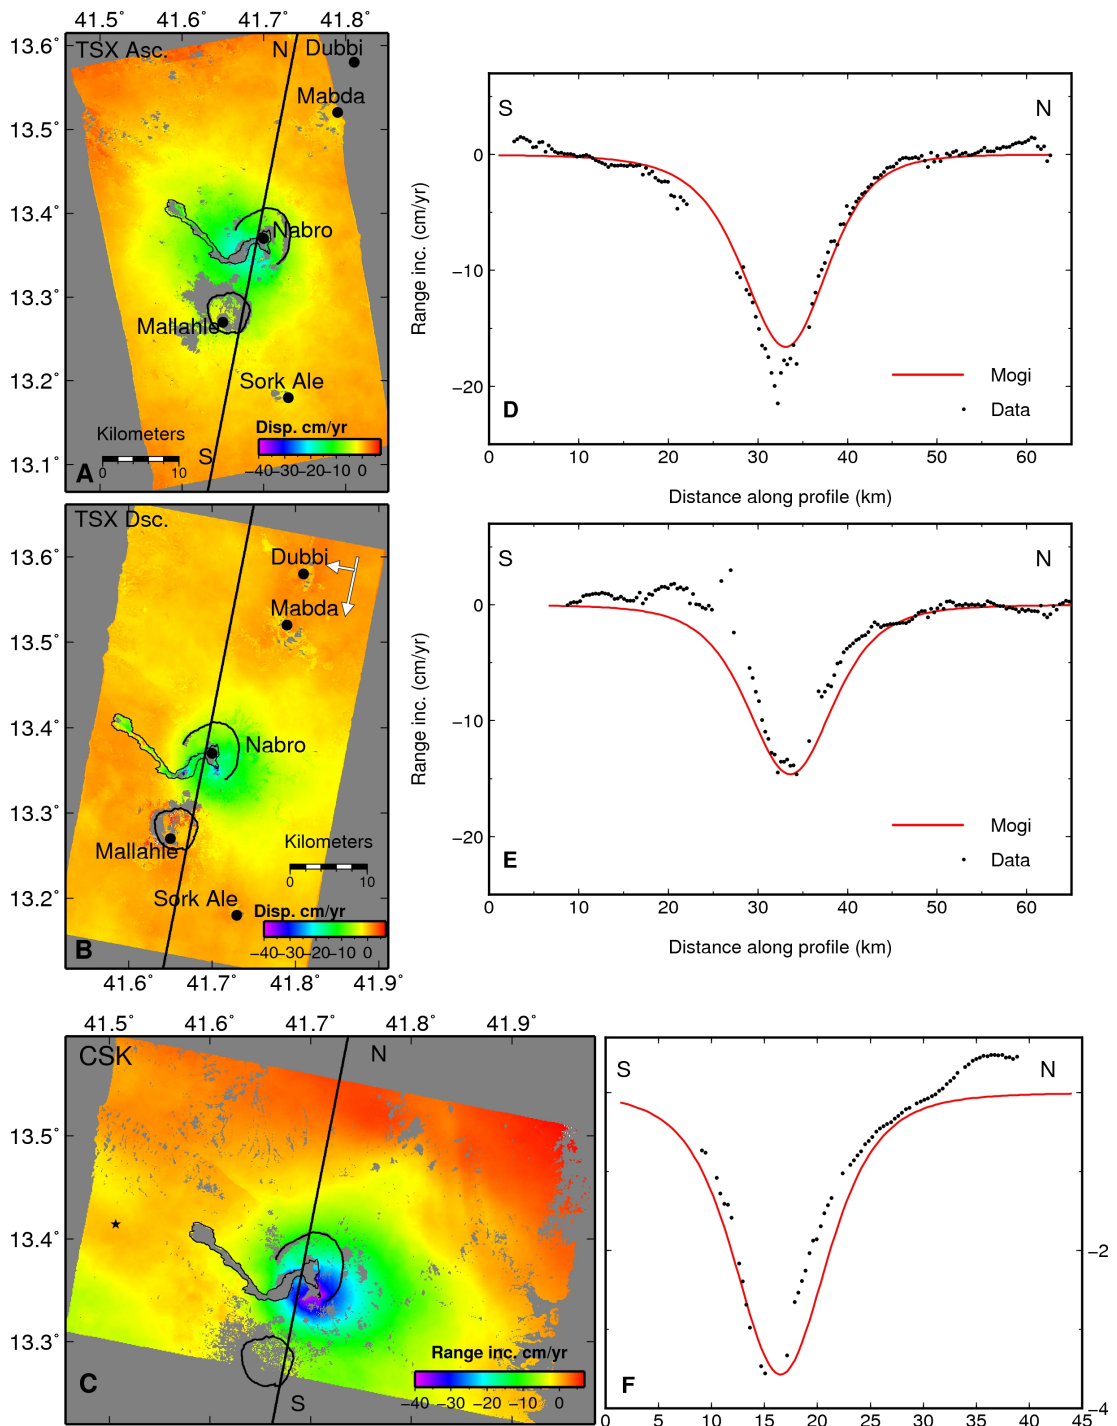 41.5° 41.6° 41.7° 41.8°
13.6°
13.5°
13.4°
13.3°
13.2°
13.1°
TSX Asc.
N
Dubbi
Mabda
Nabro
Mallahle
Sork Ale
Kilometers
0 10
S
Disp. cm/yr
−40 −30 −20 −10 0
A
S
N
0
−10
−20
Range inc. (cm/yr)
Mogi
Data
D
0 10 20 30 40 50 60
Distance along profile (km)
TSX Dsc.
13.6°
13.5°
13.4°
13.3°
13.2°
Dubbi
Mabda
Nabro
Mallahle
Sork Ale
Kilometers
0 10
Disp. cm/yr
−40 −30 −20 −10 0
B
41.6° 41.7° 41.8° 41.9°
S
N
0
−10
−20
Range inc. (cm/yr)
Mogi
Data
E
0 10 20 30 40 50 60
Distance along profile (km)
41.5° 41.6° 41.7° 41.8° 41.9°
CSK
N
13.5°
13.4°
13.3°
Range inc. cm/yr
−40 −30 −20 −10 0
C
S
S
N
−2
−4
F
0 5 10 15 20 25 30 35 40 45